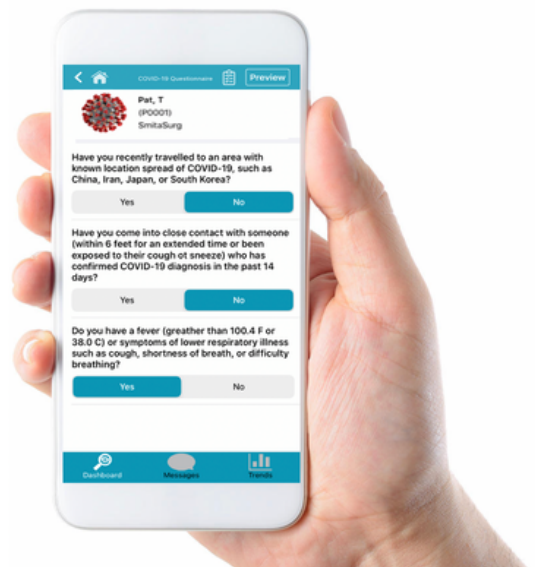 COVID-19 Questionnaire
Preview
Pat, T
(P0001)
SmitaSurg
Have you recently travelled to an area with
known location spread of COVID-19, such as
China, Iran, Japan, or South Korea?
Yes No
Have you come into close contact with someone
(within 6 feet for an extended time or been
exposed to their cough ot sneeze) who has
confirmed COVID-19 diagnosis in the past 14
days?
Yes No
Do you have a fever (greather than 100.4 F or
38.0 C) or symptoms of lower respiratory illness
such as cough, shortness of breath, or difficulty
breathing?
Yes No
Dashboard Messages Trends